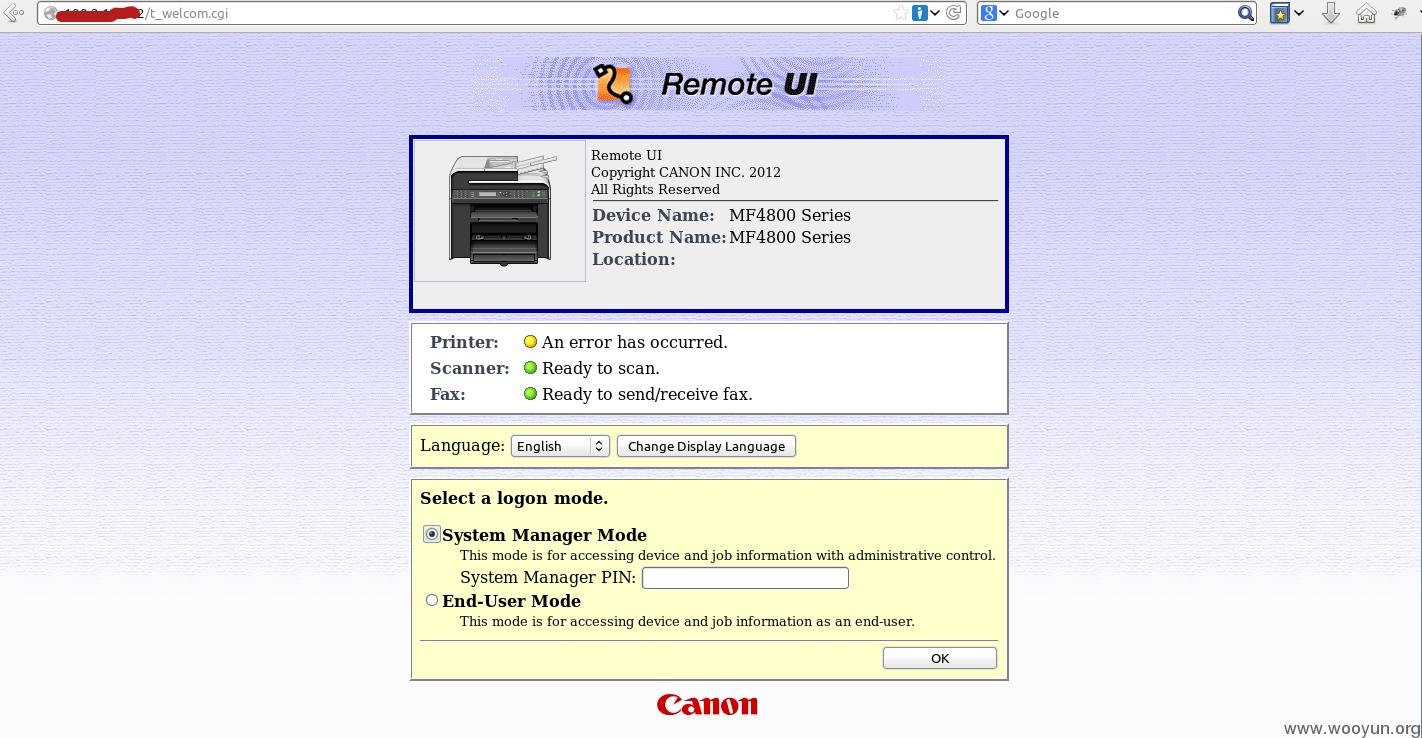 /t_welcom.cgi
Google
Remote UI
Remote UI
Copyright CANON INC. 2012
All Rights Reserved
Device Name: MF4800 Series
Product Name: MF4800 Series
Location:
Printer: An error has occurred.
Scanner: Ready to scan.
Fax: Ready to send/receive fax.
Language: English Change Display Language
Select a logon mode.
System Manager Mode
This mode is for accessing device and job information with administrative control.
System Manager PIN:
End-User Mode
This mode is for accessing device and job information as an end-user.
OK
Canon
www.wooyun.org